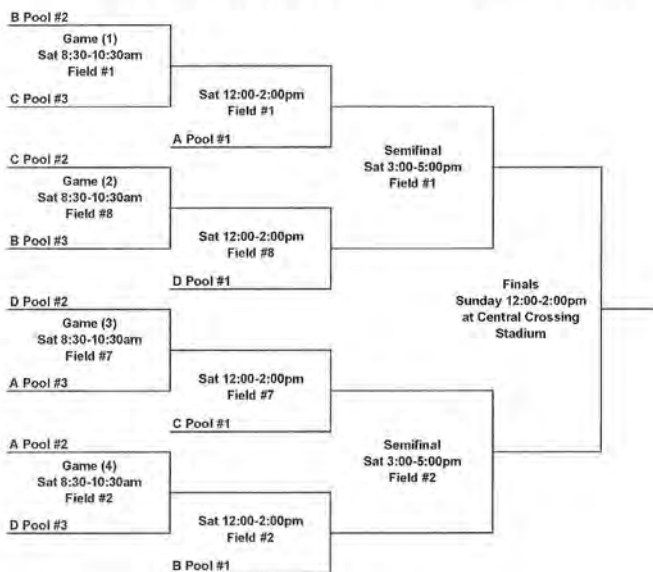 B Pool #2
Game (1)
Sat 8:30-10:30am
Field #1
C Pool #3
Sat 12:00-2:00pm
Field #1
A Pool #1
C Pool #2
Game (2)
Sat 8:30-10:30am
Field #8
B Pool #3
Sat 12:00-2:00pm
Field #8
D Pool #1
Semifinal
Sat 3:00-5:00pm
Field #1
D Pool #2
Game (3)
Sat 8:30-10:30am
Field #7
A Pool #3
Sat 12:00-2:00pm
Field #7
C Pool #1
A Pool #2
Game (4)
Sat 8:30-10:30am
Field #2
D Pool #3
Sat 12:00-2:00pm
Field #2
B Pool #1
Semifinal
Sat 3:00-5:00pm
Field #2
Finals
Sunday 12:00-2:00pm
at Central Crossing
Stadium